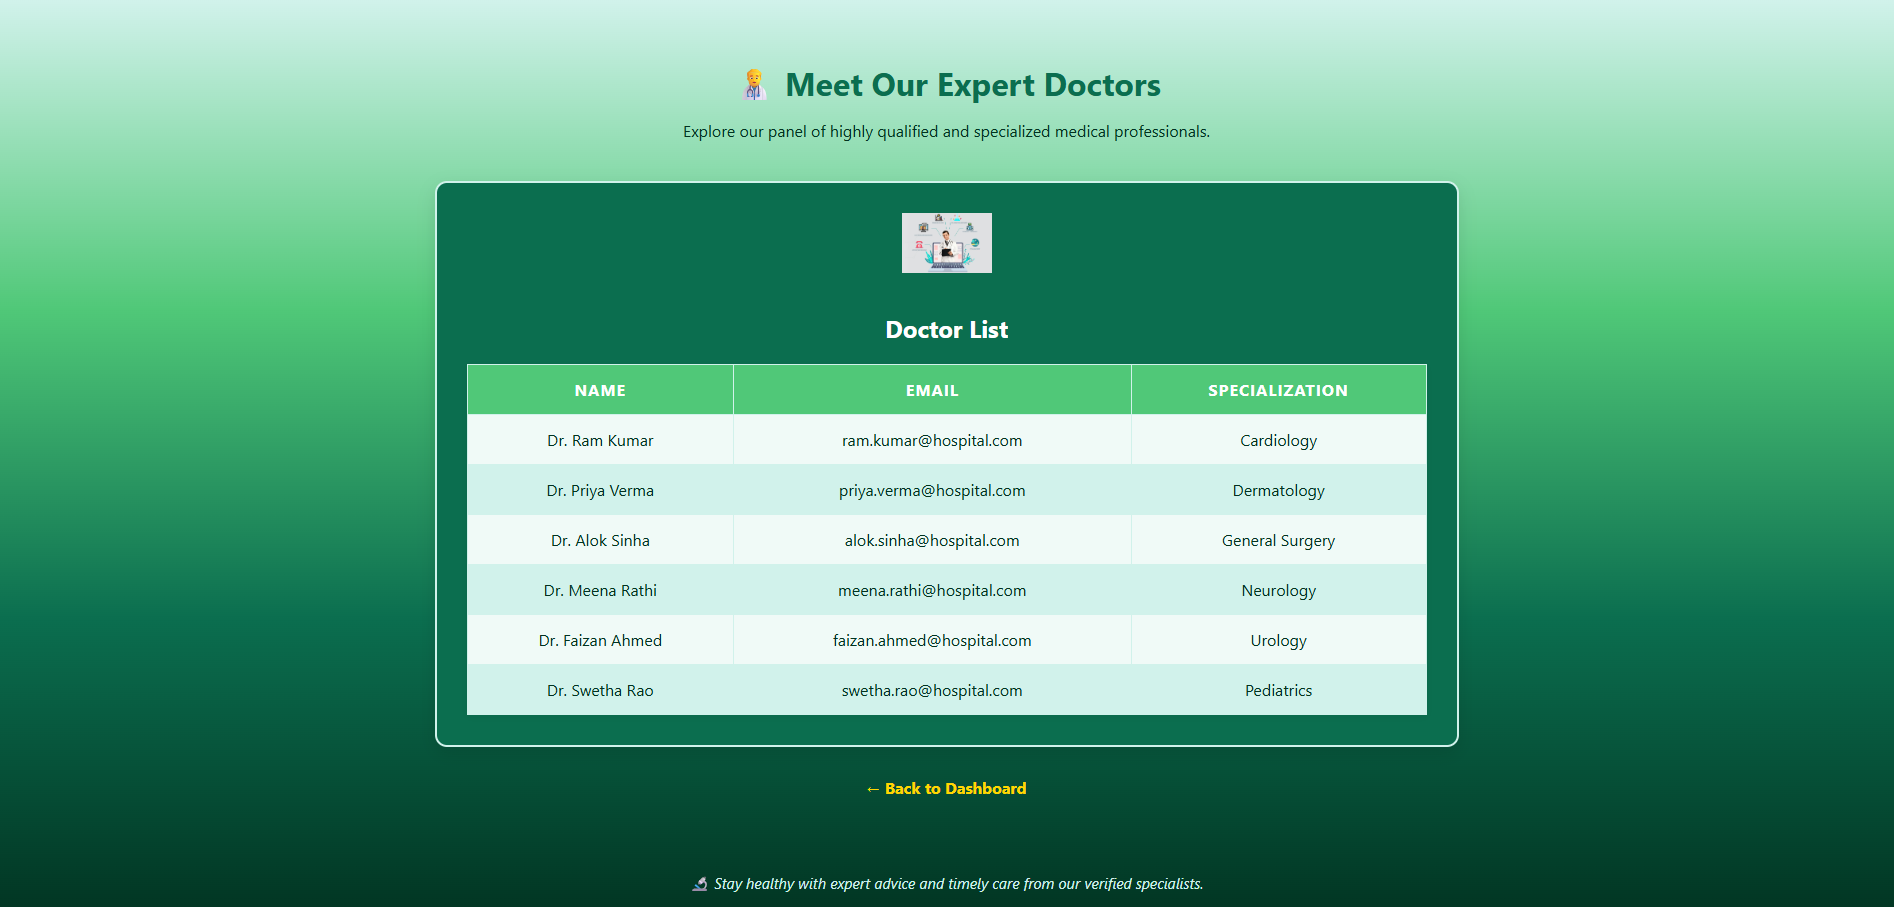 Meet Our Expert Doctors
Explore our panel of highly qualified and specialized medical professionals.
Doctor List
NAME EMAIL SPECIALIZATION
Dr. Ram Kumar ram.kumar@hospital.com Cardiology
Dr. Priya Verma priya.verma@hospital.com Dermatology
Dr. Alok Sinha alok.sinha@hospital.com General Surgery
Dr. Meena Rathi meena.rathi@hospital.com Neurology
Dr. Faizan Ahmed faizan.ahmed@hospital.com Urology
Dr. Swetha Rao swetha.rao@hospital.com Pediatrics
← Back to Dashboard
Stay healthy with expert advice and timely care from our verified specialists.